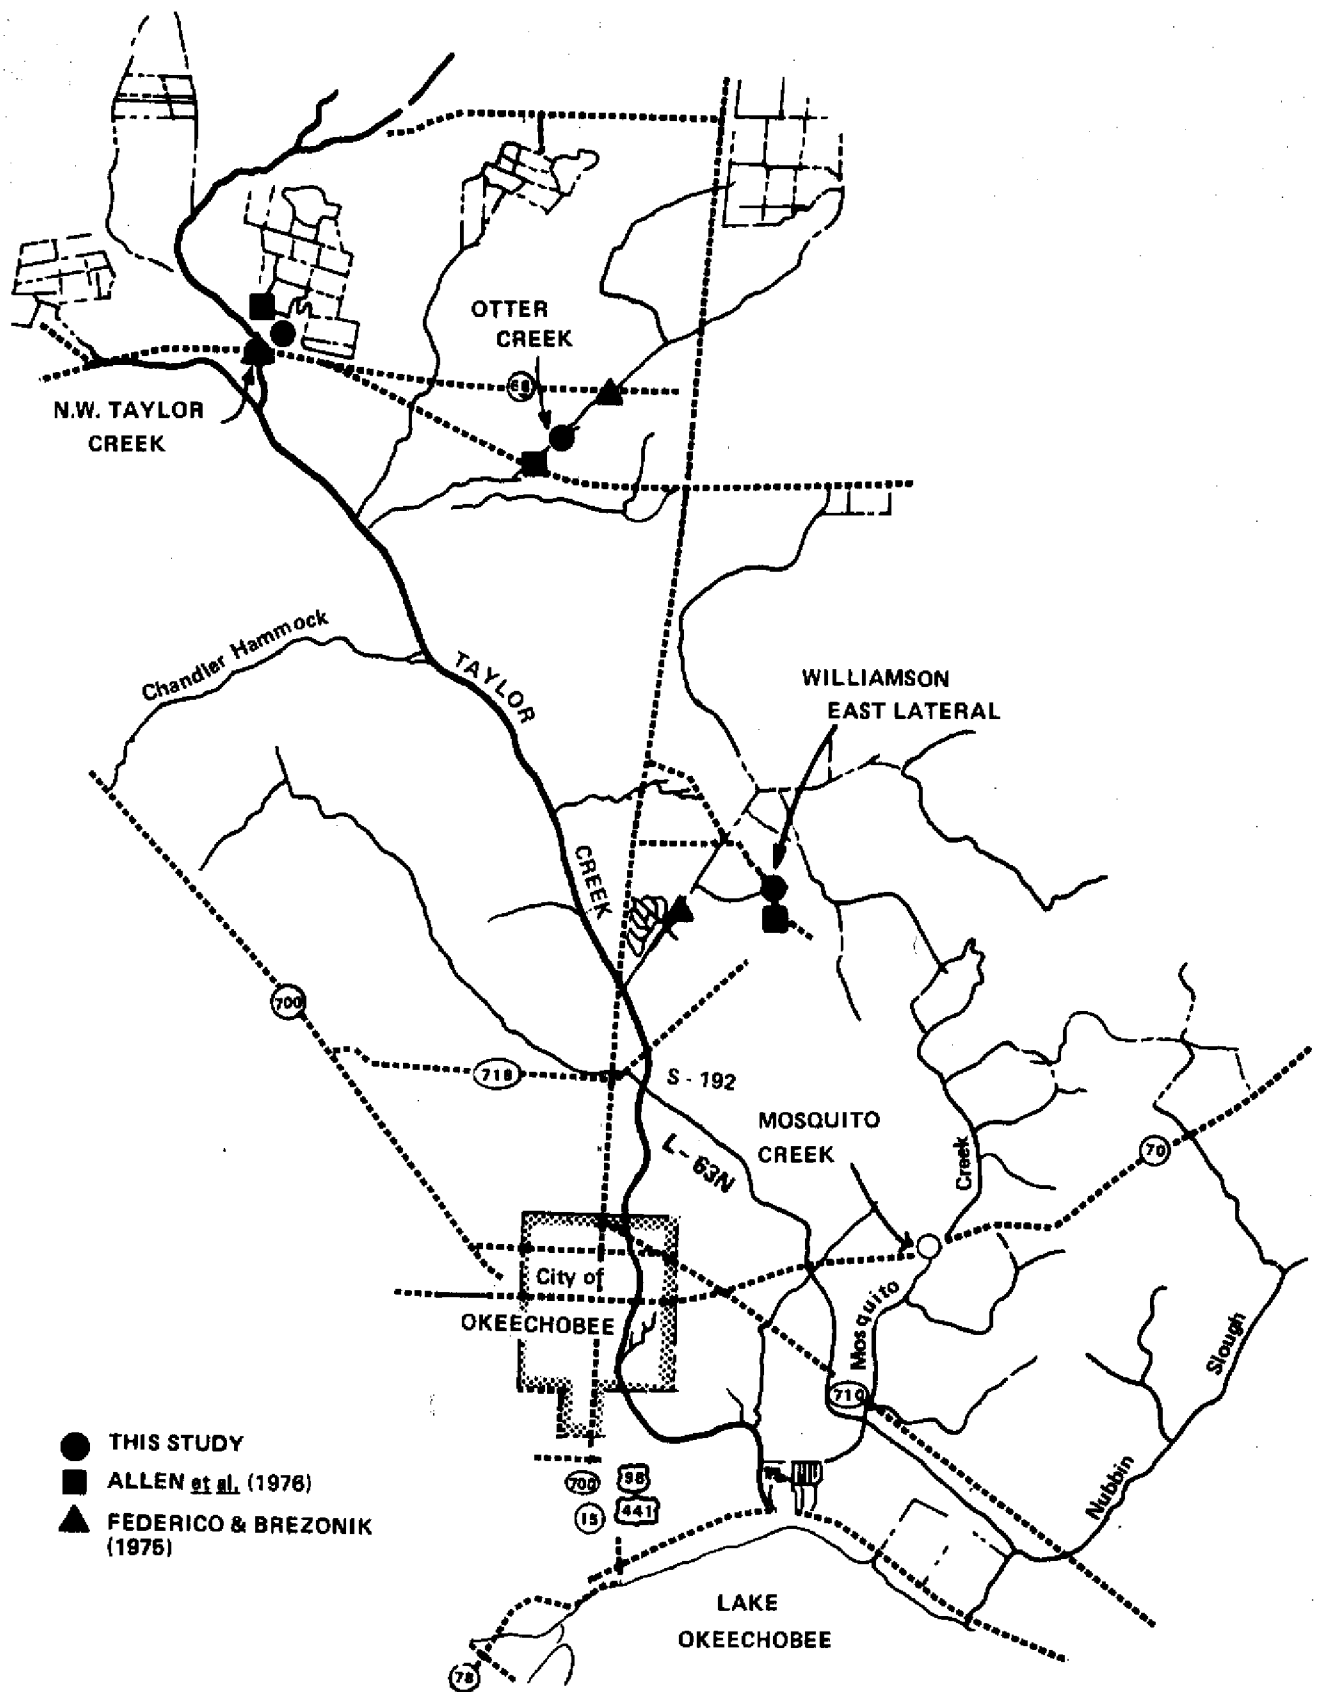 OTTER
CREEK
68
N.W. TAYLOR
CREEK
Chandler Hammock
TAYLOR
CREEK
WILLIAMSON
EAST LATERAL
700
718
S - 192
L - 63N
MOSQUITO
CREEK
Creek
70
City of
OKEECHOBEE
Mosquito
Slough
710
Nubbin
THIS STUDY
ALLEN et al. (1976)
FEDERICO & BREZONIK
(1975)
700
98
15
441
LAKE
OKEECHOBEE
78